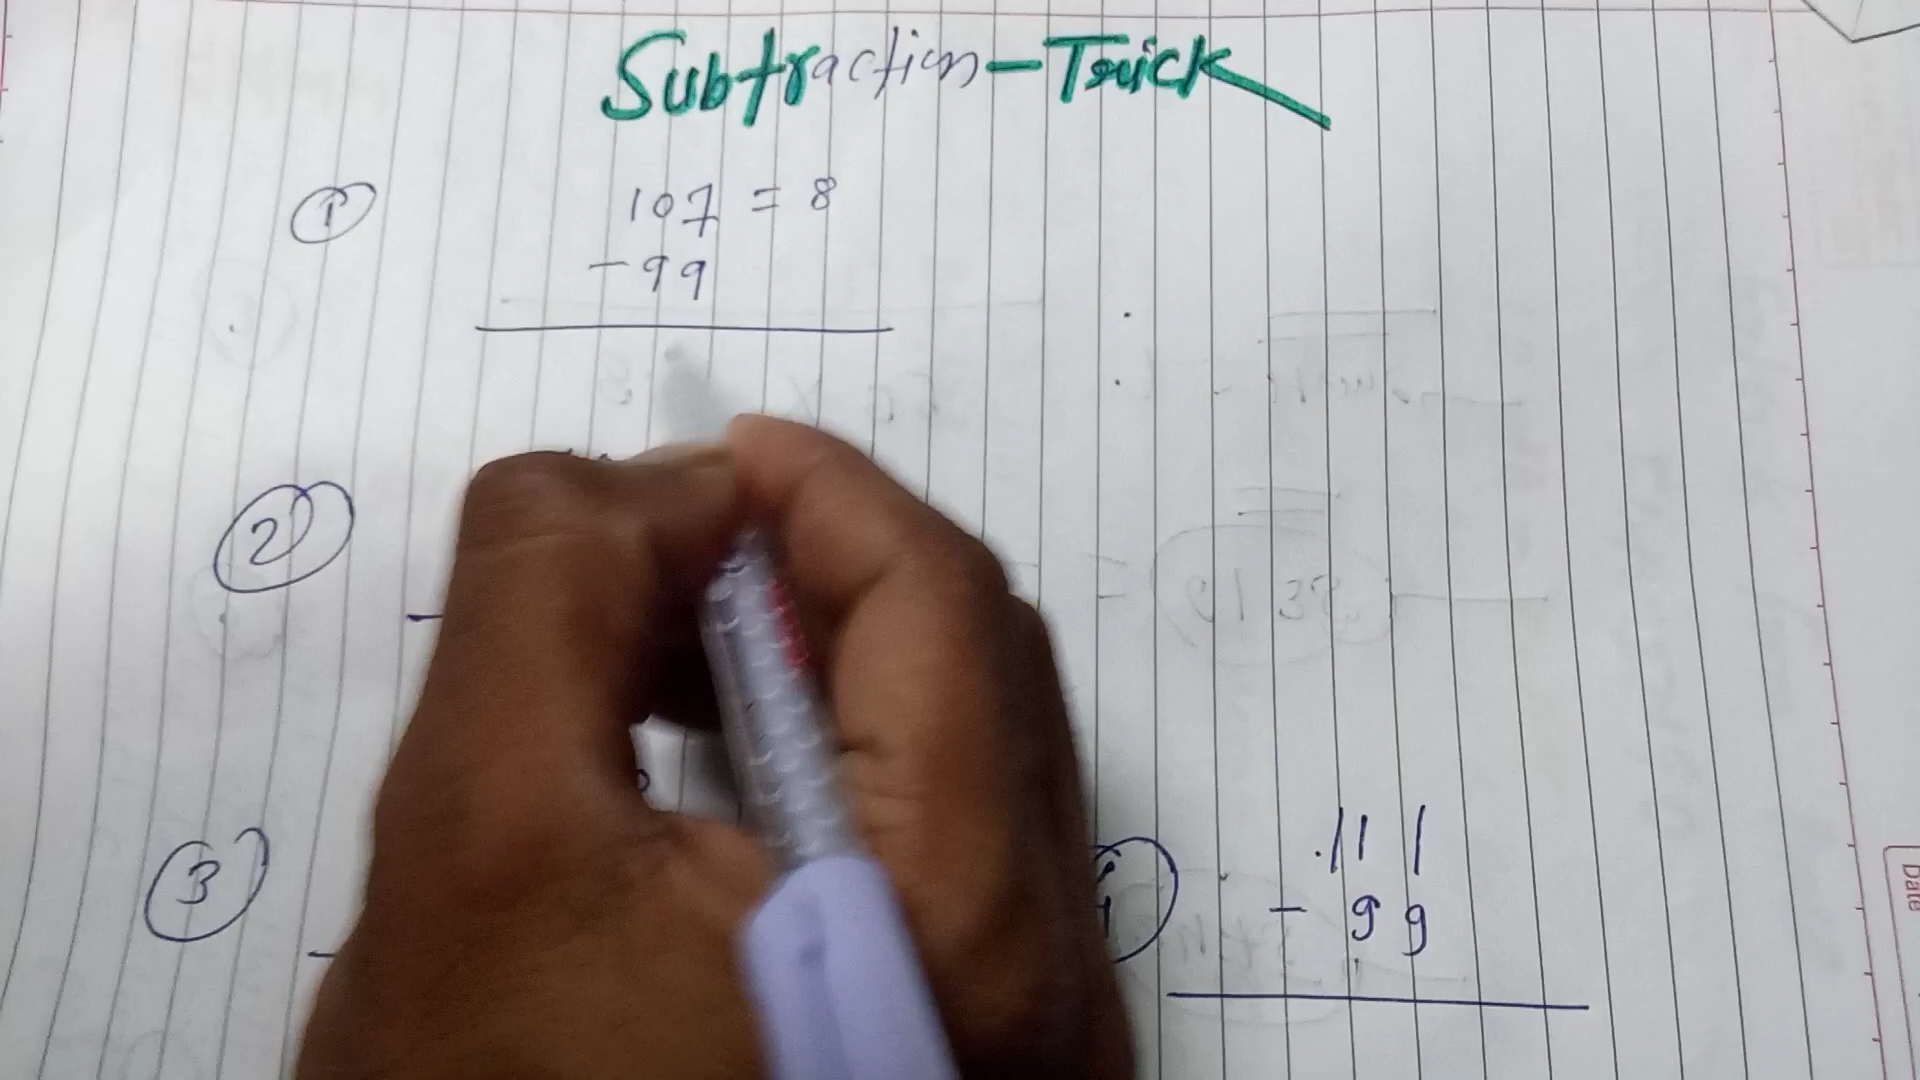 Subtraction-Trick
① 107 = 8
-99
②
③
111
- 99
Date